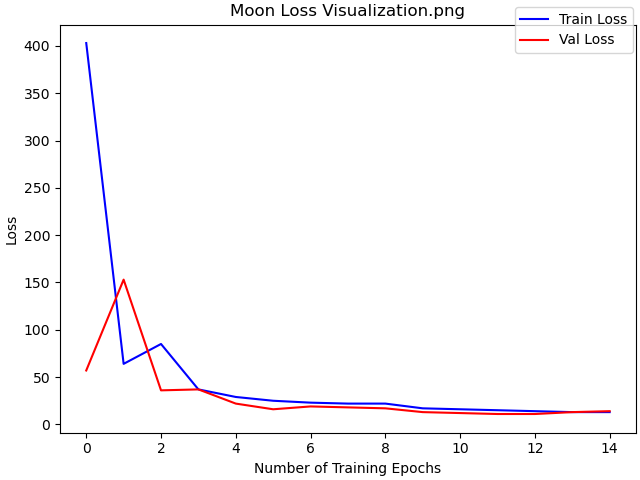 Moon Loss Visualization.png
Train Loss
Val Loss
400
350
300
250
200
150
100
50
0
Loss
0 2 4 6 8 10 12 14
Number of Training Epochs